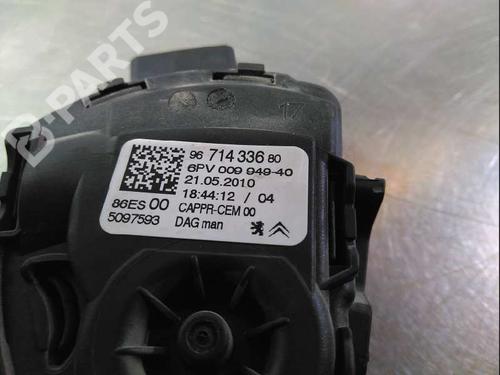 B-PARTS
17
96 714 336 80
6PV 009 949-40
21.05.2010
18:44:12 / 04
86ES 00 CAPPR-CEM 00
5097593 DAG man